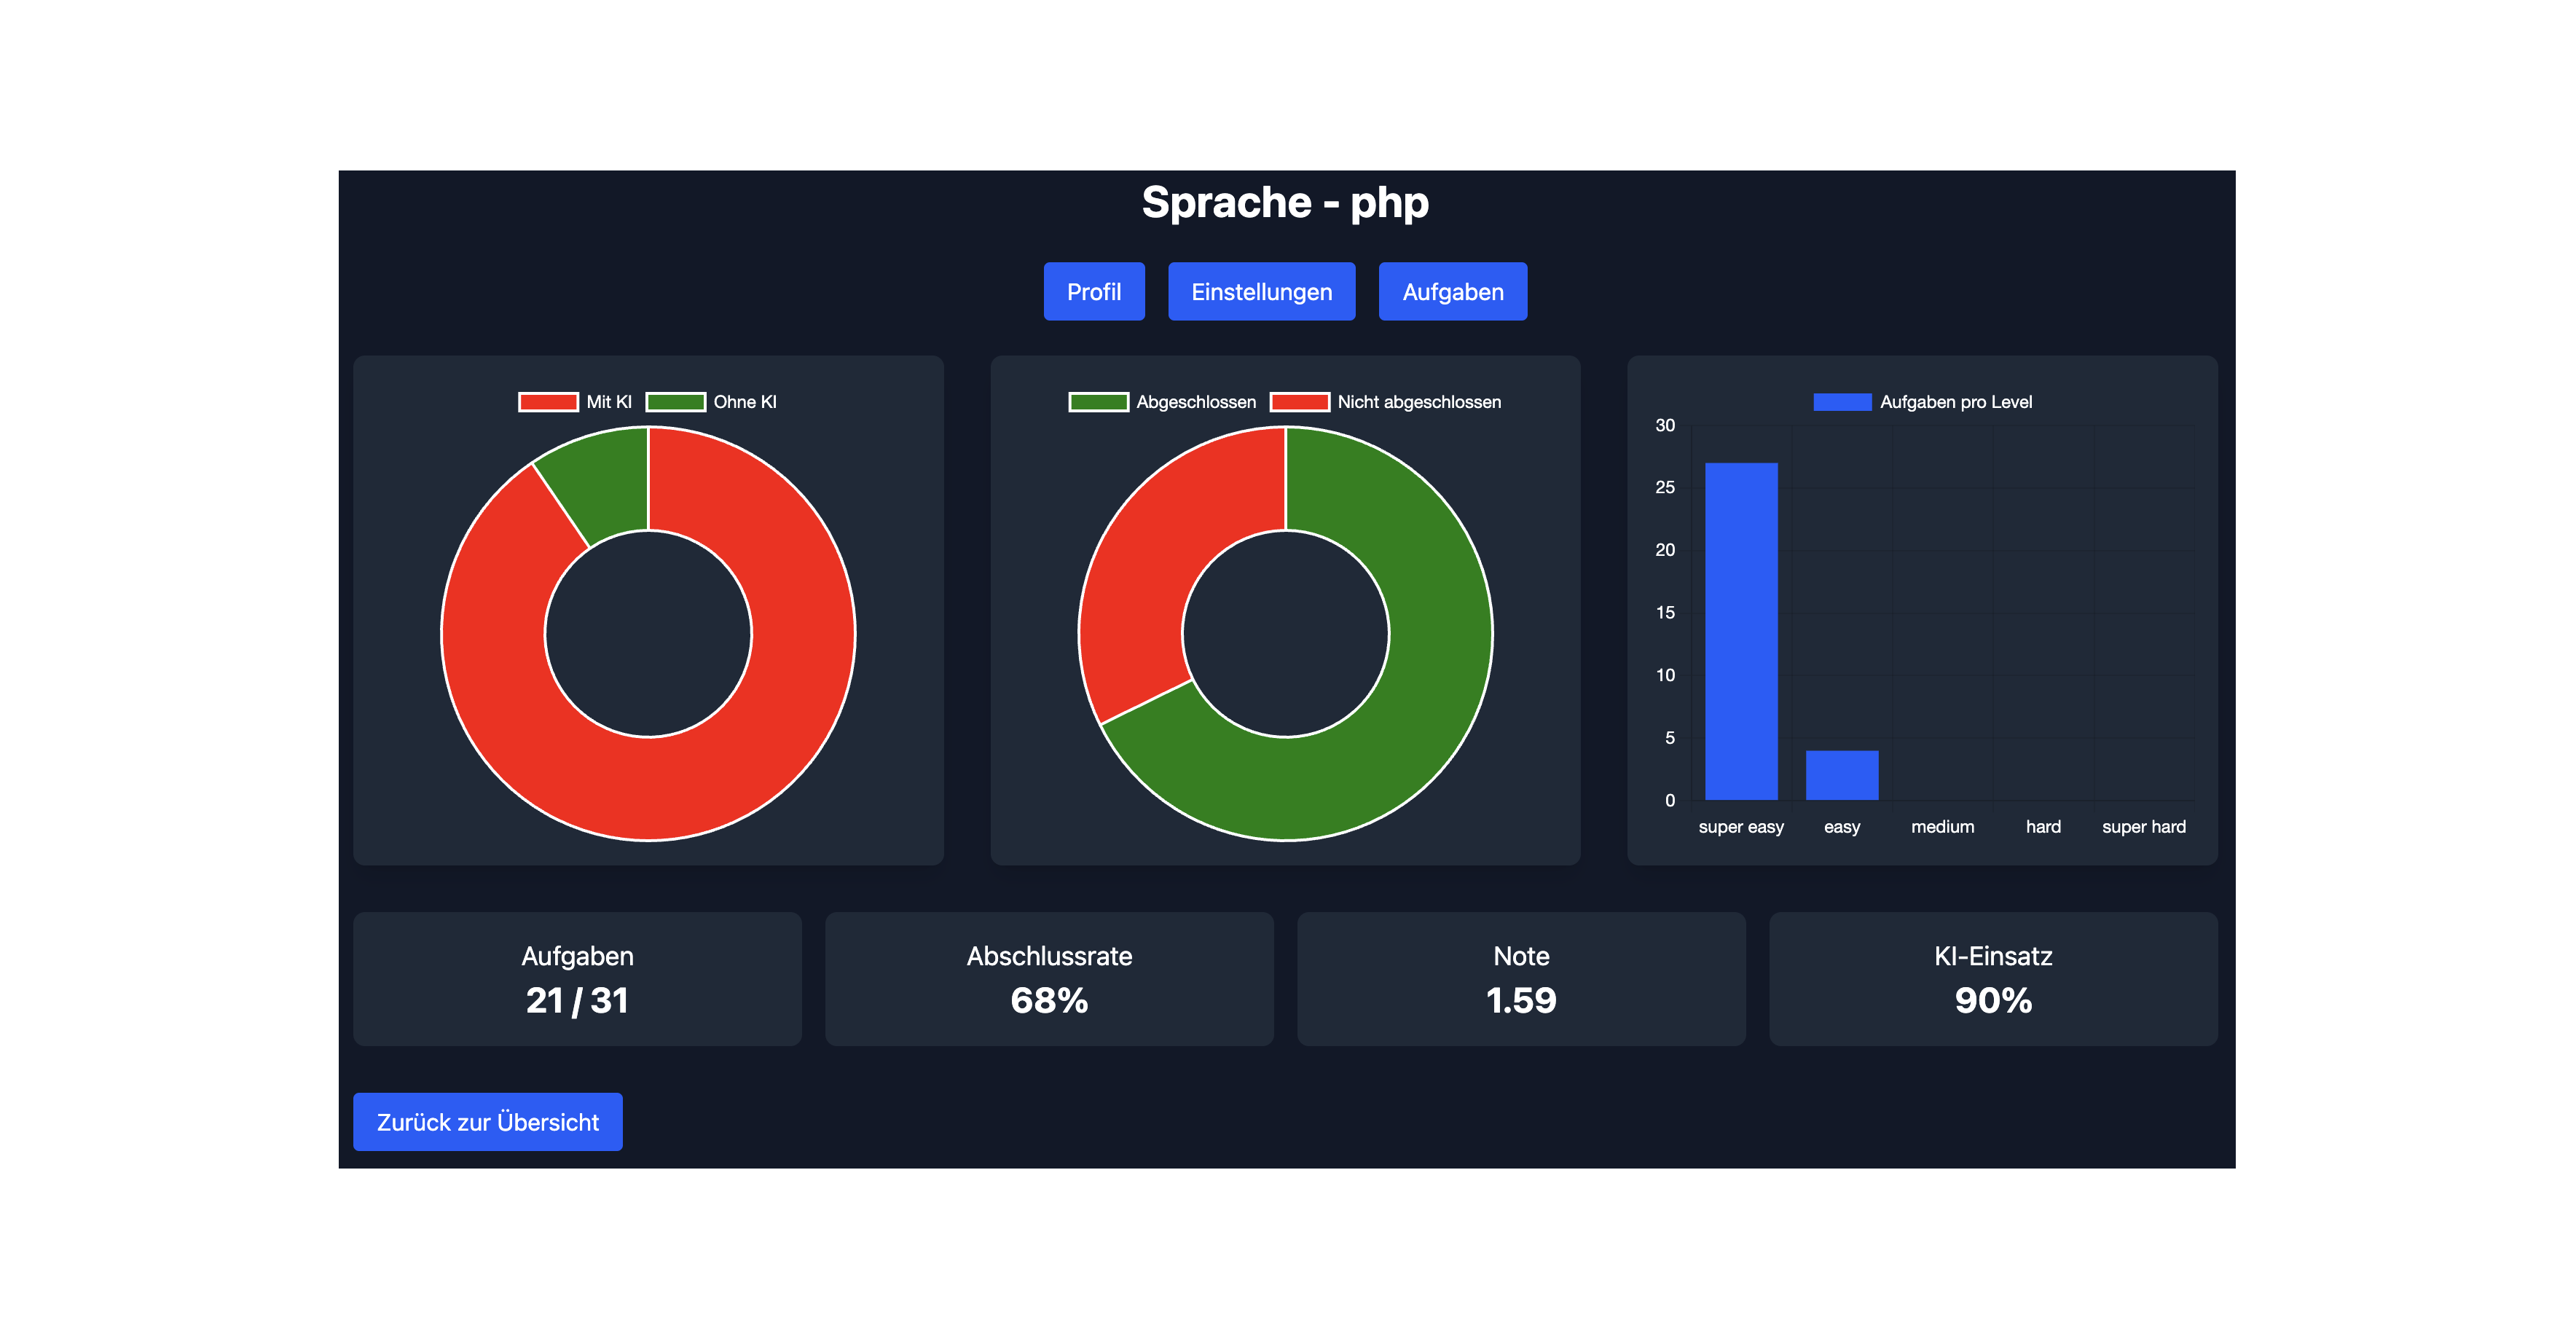 Sprache - php
Profil Einstellungen Aufgaben
Mit KI Ohne KI
Abgeschlossen Nicht abgeschlossen
Aufgaben pro Level
30
25
20
15
10
5
0
super easy easy medium hard super hard
Aufgaben
21 / 31
Abschlussrate
68%
Note
1.59
KI-Einsatz
90%
Zurück zur Übersicht